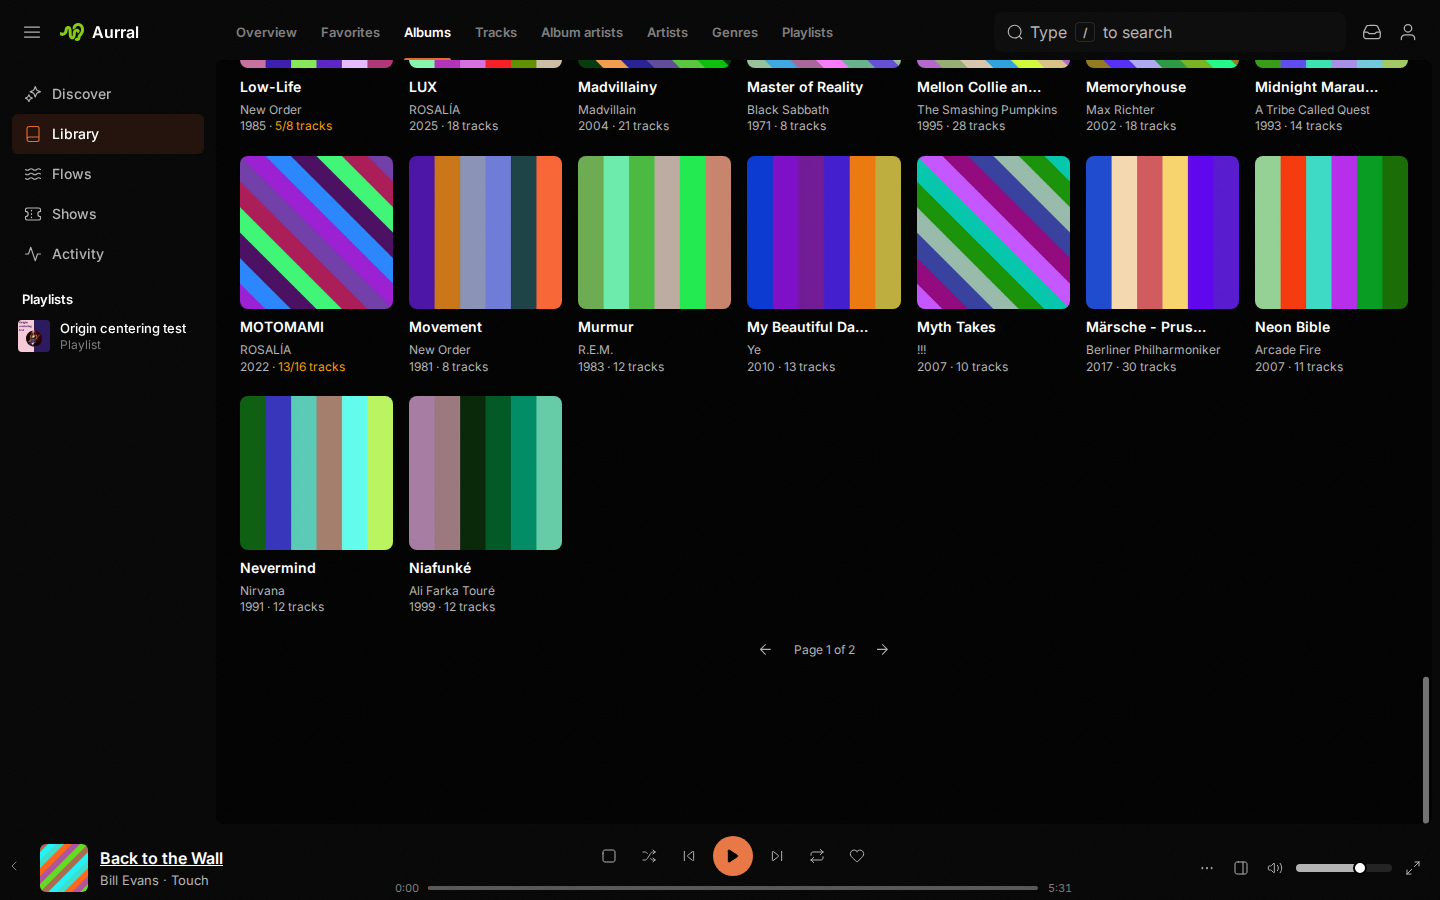 Aurral
Overview Favorites Albums Tracks Album artists Artists Genres Playlists
Type / to search
Discover
Library
Flows
Shows
Activity
Playlists
Origin centering test
Playlist
Low-Life
New Order
1985 · 5/8 tracks
LUX
ROSALÍA
2025 · 18 tracks
Madvillainy
Madvillain
2004 · 21 tracks
Master of Reality
Black Sabbath
1971 · 8 tracks
Mellon Collie an...
The Smashing Pumpkins
1995 · 28 tracks
Memoryhouse
Max Richter
2002 · 18 tracks
Midnight Marau...
A Tribe Called Quest
1993 · 14 tracks
MOTOMAMI
ROSALÍA
2022 · 13/16 tracks
Movement
New Order
1981 · 8 tracks
Murmur
R.E.M.
1983 · 12 tracks
My Beautiful Da...
Ye
2010 · 13 tracks
Myth Takes
!!!
2007 · 10 tracks
Märsche - Prus...
Berliner Philharmoniker
2017 · 30 tracks
Neon Bible
Arcade Fire
2007 · 11 tracks
Nevermind
Nirvana
1991 · 12 tracks
Niafunké
Ali Farka Touré
1999 · 12 tracks
Page 1 of 2
Back to the Wall
Bill Evans · Touch
0:00
5:31